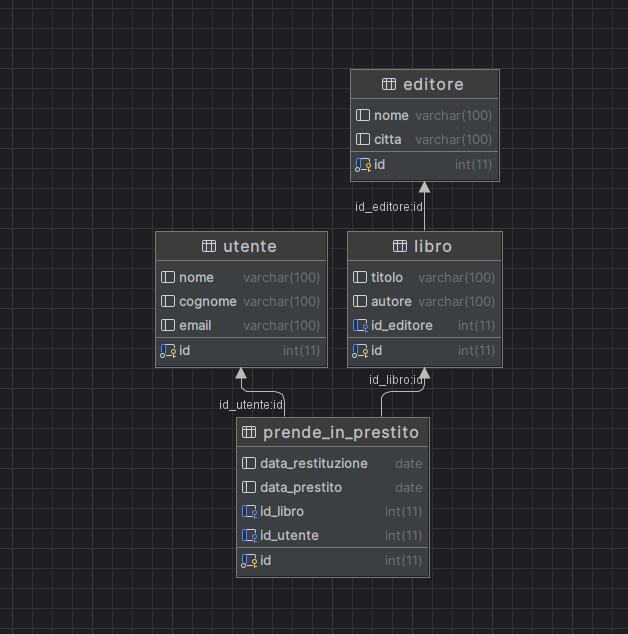 editore
nome varchar(100)
citta varchar(100)
id int(11)
id_editore:id
utente
nome varchar(100)
cognome varchar(100)
email varchar(100)
id int(11)
libro
titolo varchar(100)
autore varchar(100)
id_editore int(11)
id int(11)
id_utente:id
id_libro:id
prende_in_prestito
data_restituzione date
data_prestito date
id_libro int(11)
id_utente int(11)
id int(11)